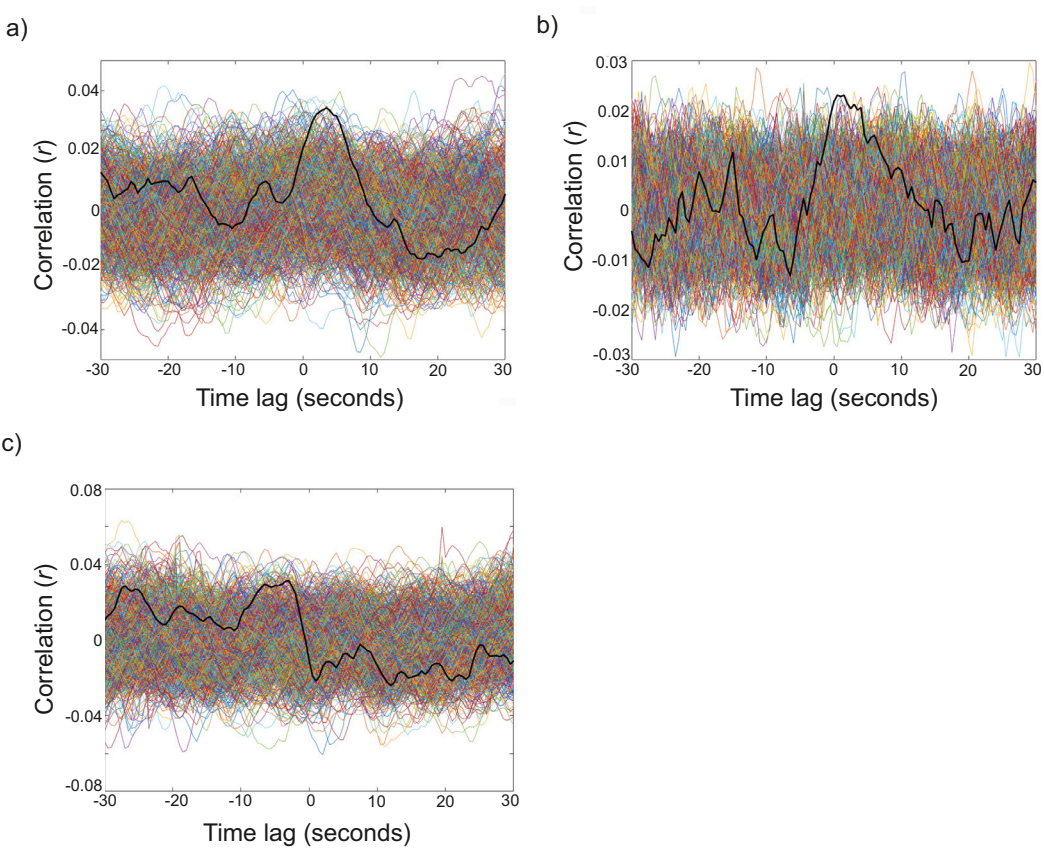 a)
0.04
0.02
0
-0.02
-0.04
Correlation (r)
-30 -20 -10 0 10 20 30
Time lag (seconds)
b)
0.03
0.02
0.01
0
-0.01
-0.02
-0.03
Correlation (r)
-30 -20 -10 0 10 20 30
Time lag (seconds)
c)
0.08
0.04
0
-0.04
-0.08
Correlation (r)
-30 -20 -10 0 10 20 30
Time lag (seconds)